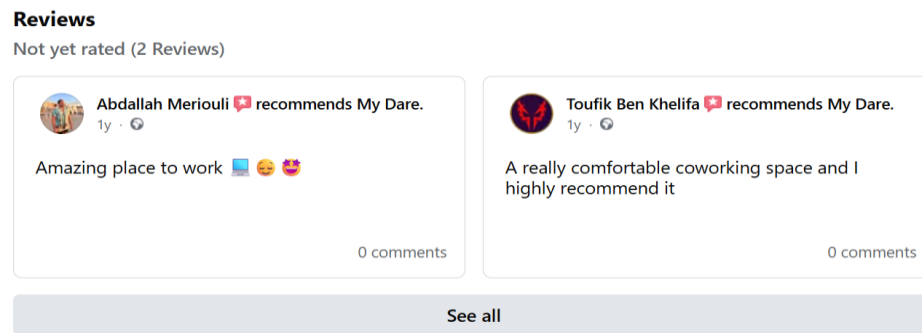 Reviews
Not yet rated (2 Reviews)
Abdallah Meriouli recommends My Dare.
1y ·
Amazing place to work 💻 😌 🤩
0 comments
Toufik Ben Khelifa recommends My Dare.
1y ·
A really comfortable coworking space and I
highly recommend it
0 comments
See all